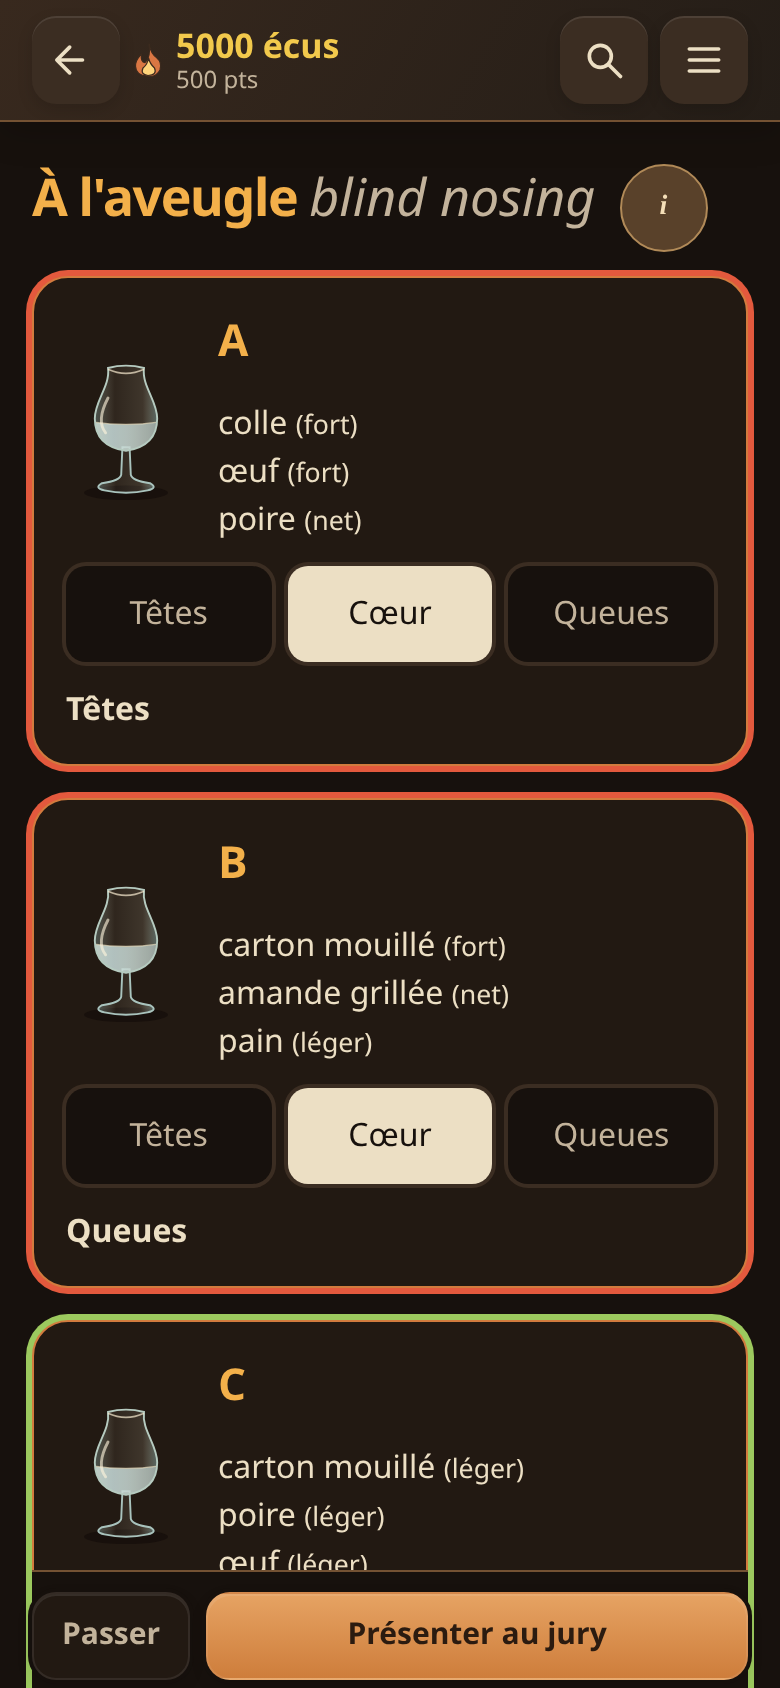 5000 écus
500 pts
À l'aveugle blind nosing
i
A
colle (fort)
œuf (fort)
poire (net)
Têtes Cœur Queues
Têtes
B
carton mouillé (fort)
amande grillée (net)
pain (léger)
Têtes Cœur Queues
Queues
C
carton mouillé (léger)
poire (léger)
œuf (léger)
Passer Présenter au jury